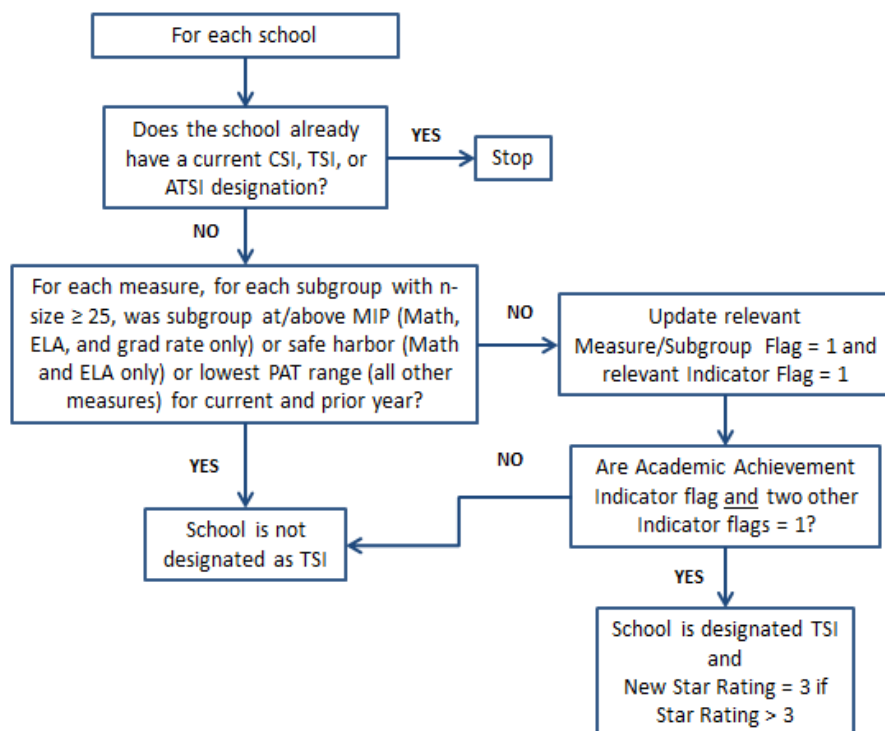 For each school
Does the school already
have a current CSI, TSI, or
ATSI designation?
YES
Stop
NO
For each measure, for each subgroup with n-
size ≥ 25, was subgroup at/above MIP (Math,
ELA, and grad rate only) or safe harbor (Math
and ELA only) or lowest PAT range (all other
measures) for current and prior year?
NO
Update relevant
Measure/Subgroup Flag = 1 and
relevant Indicator Flag = 1
YES
NO
Are Academic Achievement
Indicator flag and two other
Indicator flags = 1?
School is not
designated as TSI
YES
School is designated TSI
and
New Star Rating = 3 if
Star Rating > 3